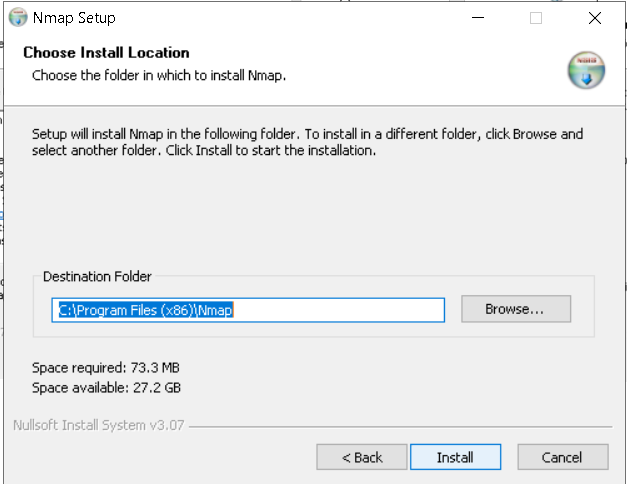 Nmap Setup
Choose Install Location
Choose the folder in which to install Nmap.
Setup will install Nmap in the following folder. To install in a different folder, click Browse and
select another folder. Click Install to start the installation.
Destination Folder
C:\Program Files (x86)\Nmap
Browse...
Space required: 73.3 MB
Space available: 27.2 GB
Nullsoft Install System v3.07
< Back
Install
Cancel